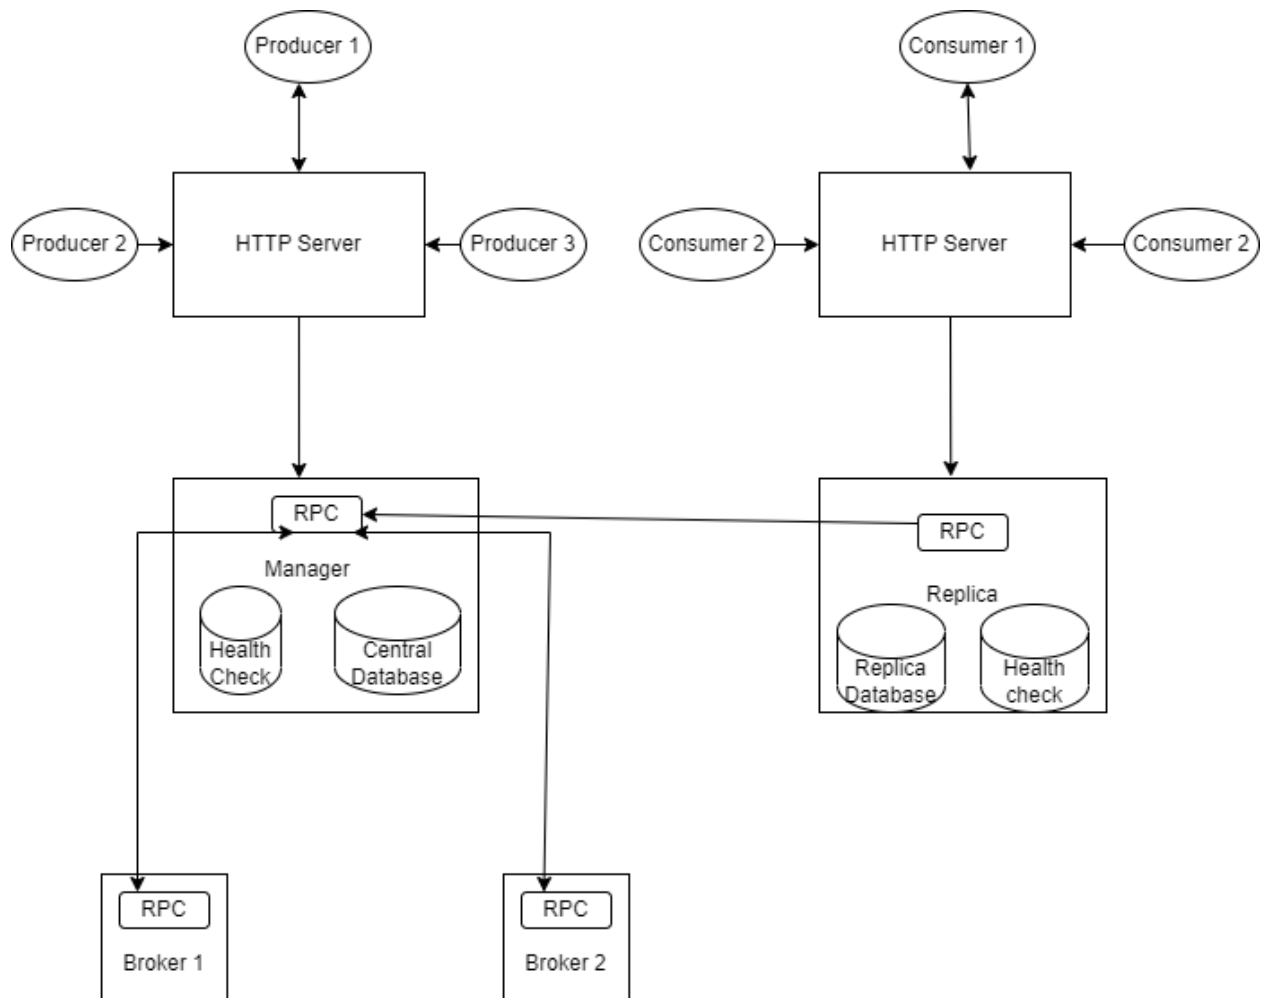 Producer 1
Consumer 1
Producer 2
HTTP Server
Producer 3
Consumer 2
HTTP Server
Consumer 2
RPC
RPC
Manager
Replica
Health
Check
Central
Database
Replica
Database
Health
check
RPC
RPC
Broker 1
Broker 2